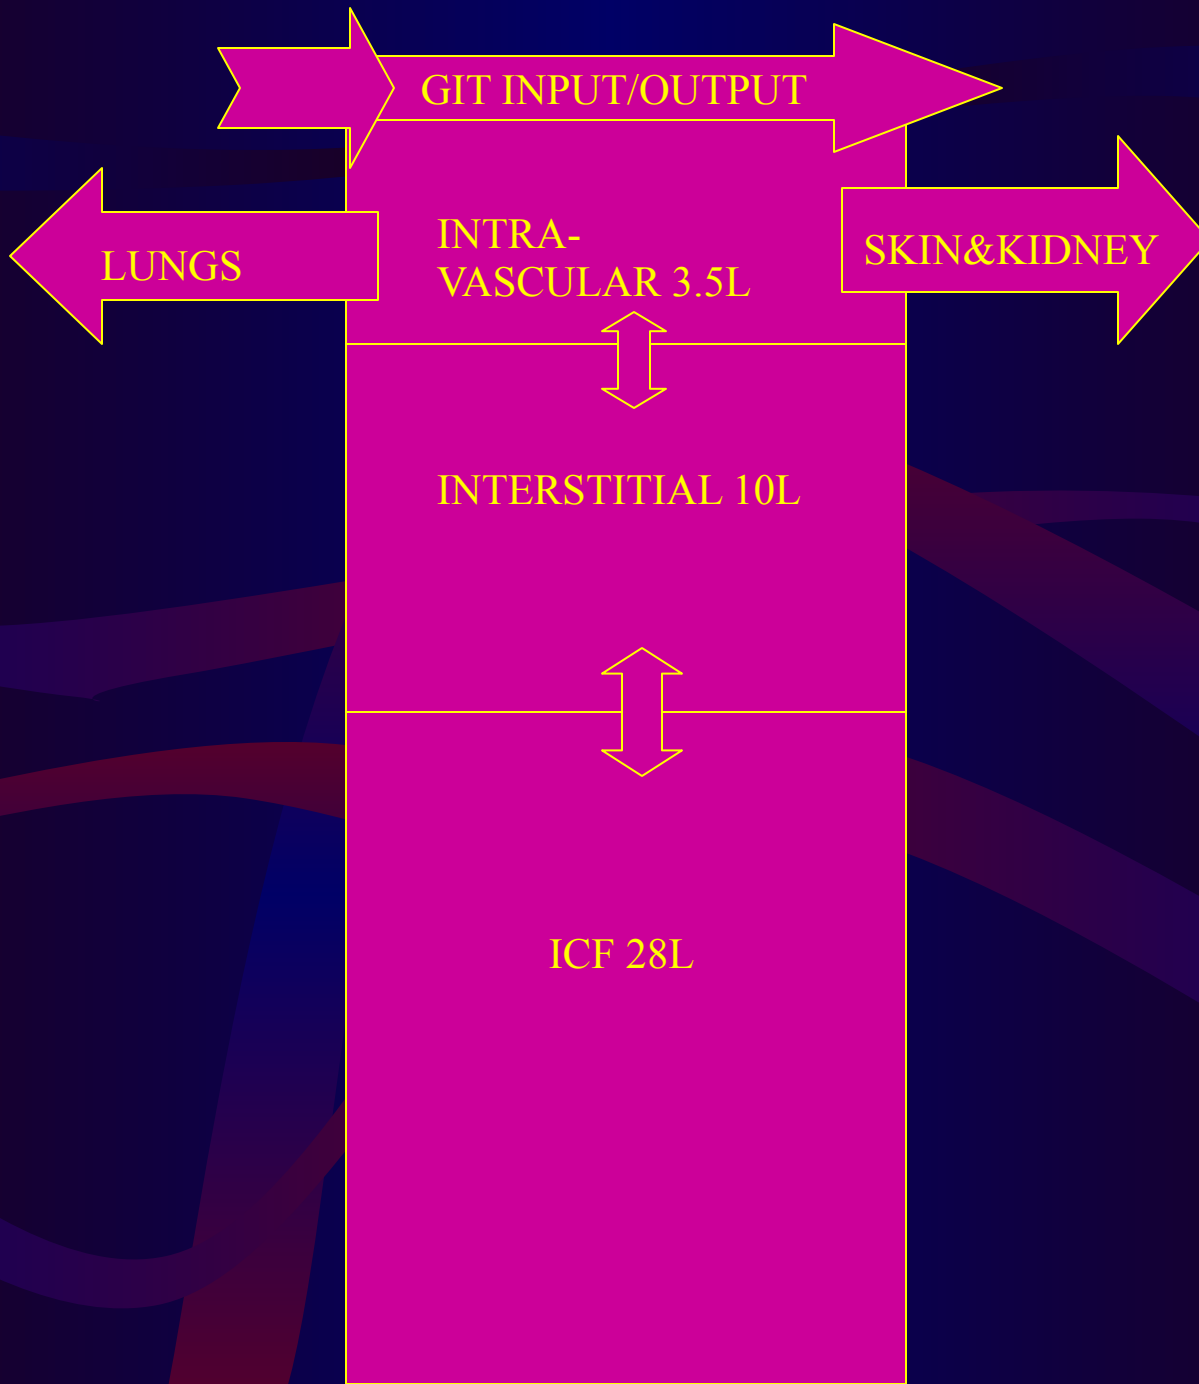 GIT INPUT/OUTPUT
LUNGS
INTRA-
VASCULAR 3.5L
SKIN&KIDNEY
INTERSTITIAL 10L
ICF 28L